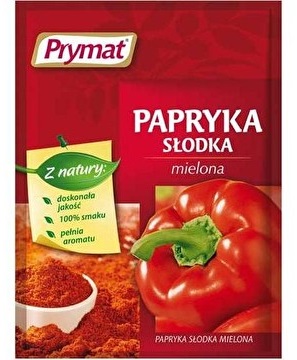 Prymat®
PAPRYKA
SŁODKA
mielona
Z natury:
doskonała
jakość
100% smaku
pełnia
aromatu
PAPRYKA SŁODKA MIELONA